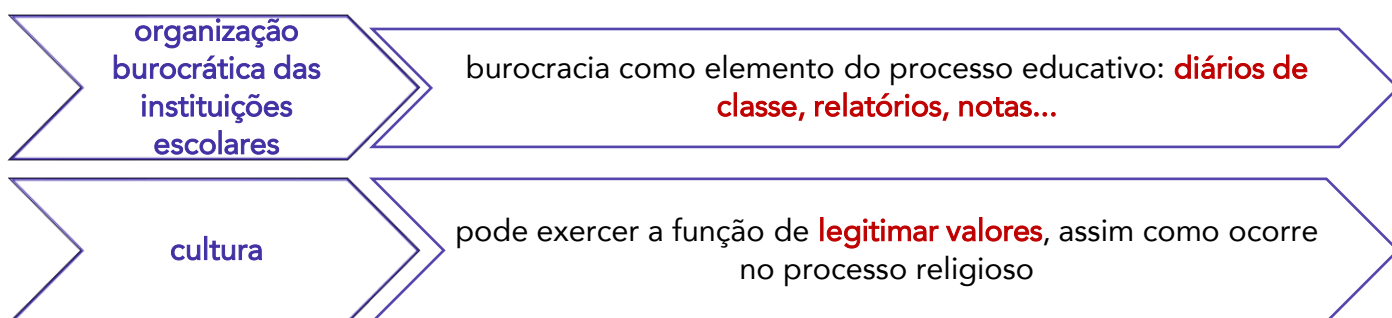 organização
burocrática das
instituições
escolares
burocracia como elemento do processo educativo: diários de
classe, relatórios, notas...
cultura
pode exercer a função de legitimar valores, assim como ocorre
no processo religioso